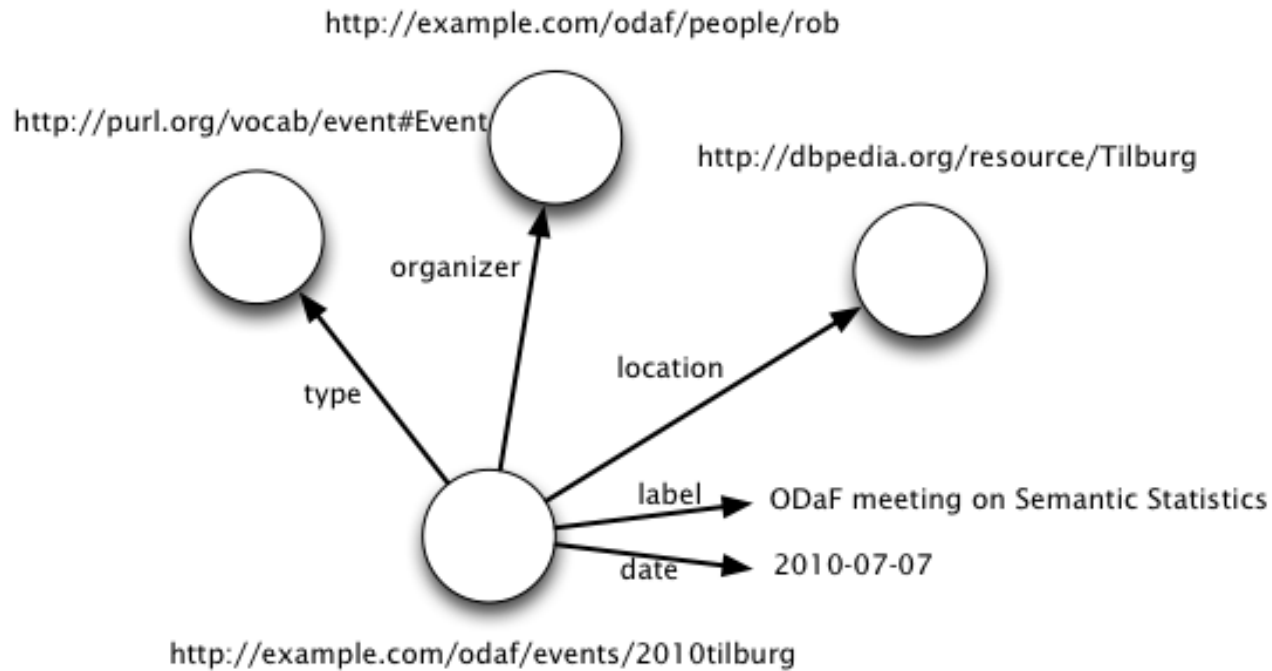 http://example.com/odaf/people/rob
http://purl.org/vocab/event#Event
http://dbpedia.org/resource/Tilburg
organizer
location
type
label
ODaF meeting on Semantic Statistics
date
2010-07-07
http://example.com/odaf/events/2010tilburg